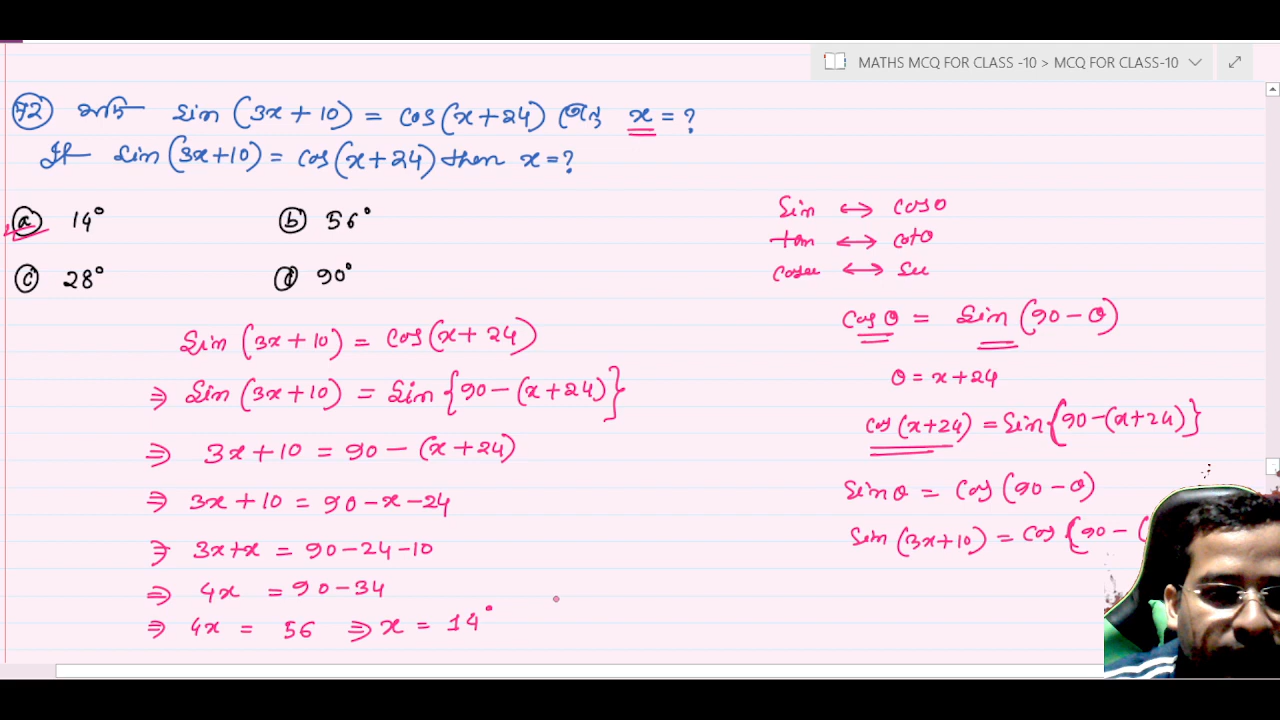 MATHS MCQ FOR CLASS -10 > MCQ FOR CLASS-10
72 যদি sin (3x + 10) = cos (x+24) হয় x = ?
If sin (3x+10) = cos (x+24) then x = ?
a 14° b 56°
c 28° d 90°
sin ↔ cosθ
tan ↔ cotθ
cosec ↔ sec
cos θ = sin (90 - θ)
θ = x+24
cos (x+24) = sin {90-(x+24)}
sin θ = cos (90 - θ)
sin (3x+10) = cos {90 - (
sin (3x+10) = cos (x+24)
⇒ sin (3x+10) = sin {90-(x+24)}
⇒ 3x+10 = 90 - (x+24)
⇒ 3x+10 = 90-x-24
⇒ 3x+x = 90-24-10
⇒ 4x = 90-34
⇒ 4x = 56 ⇒ x = 14°